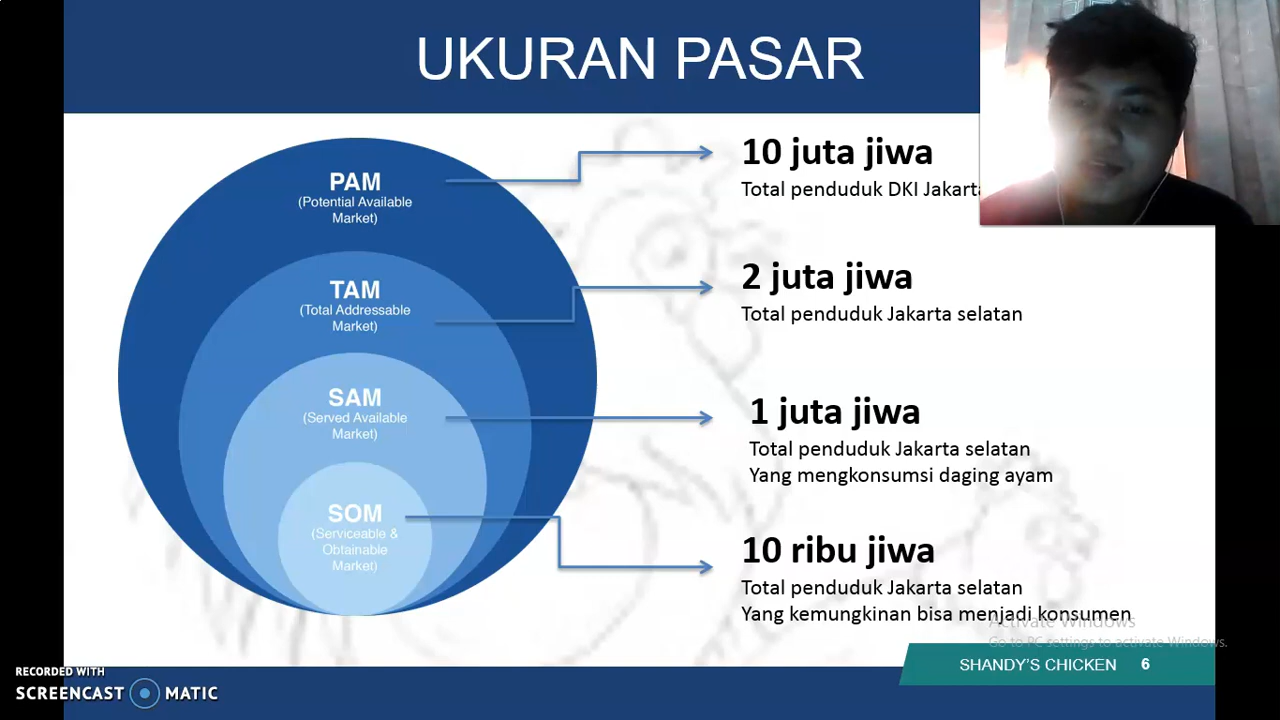 UKURAN PASAR
PAM
(Potential Available
Market)
10 juta jiwa
Total penduduk DKI Jakarta
TAM
(Total Addressable
Market)
2 juta jiwa
Total penduduk Jakarta selatan
SAM
(Served Available
Market)
1 juta jiwa
Total penduduk Jakarta selatan
Yang mengkonsumsi daging ayam
SOM
(Serviceable &
Obtainable
Market)
10 ribu jiwa
Total penduduk Jakarta selatan
Yang kemungkinan bisa menjadi konsumen
Activate Windows
Go to PC settings to activate Windows.
SHANDY'S CHICKEN 6
RECORDED WITH
SCREENCAST MATIC